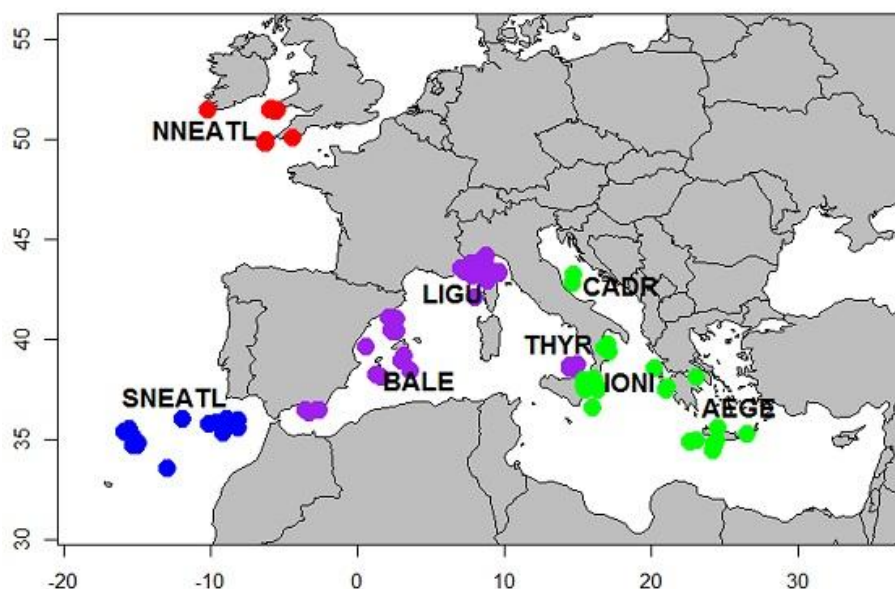 55
50
45
40
35
30
NNEATL
LIGU
CADR
THYR
BALE
IONI
SNEATL
AEGE
-20
-10
0
10
20
30